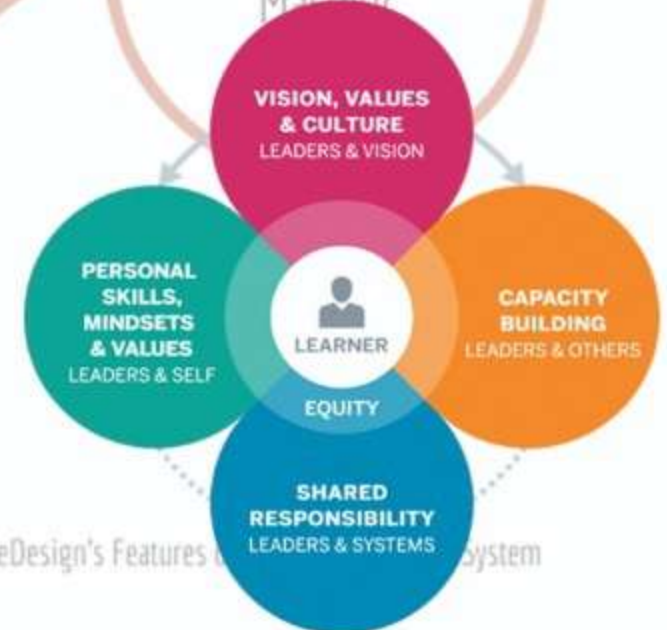 VISION, VALUES
& CULTURE
LEADERS & VISION
PERSONAL
SKILLS,
MINDSETS
& VALUES
LEADERS & SELF
CAPACITY
BUILDING
LEADERS & OTHERS
LEARNER
EQUITY
SHARED
RESPONSIBILITY
LEADERS & SYSTEMS
eDesign's Features System